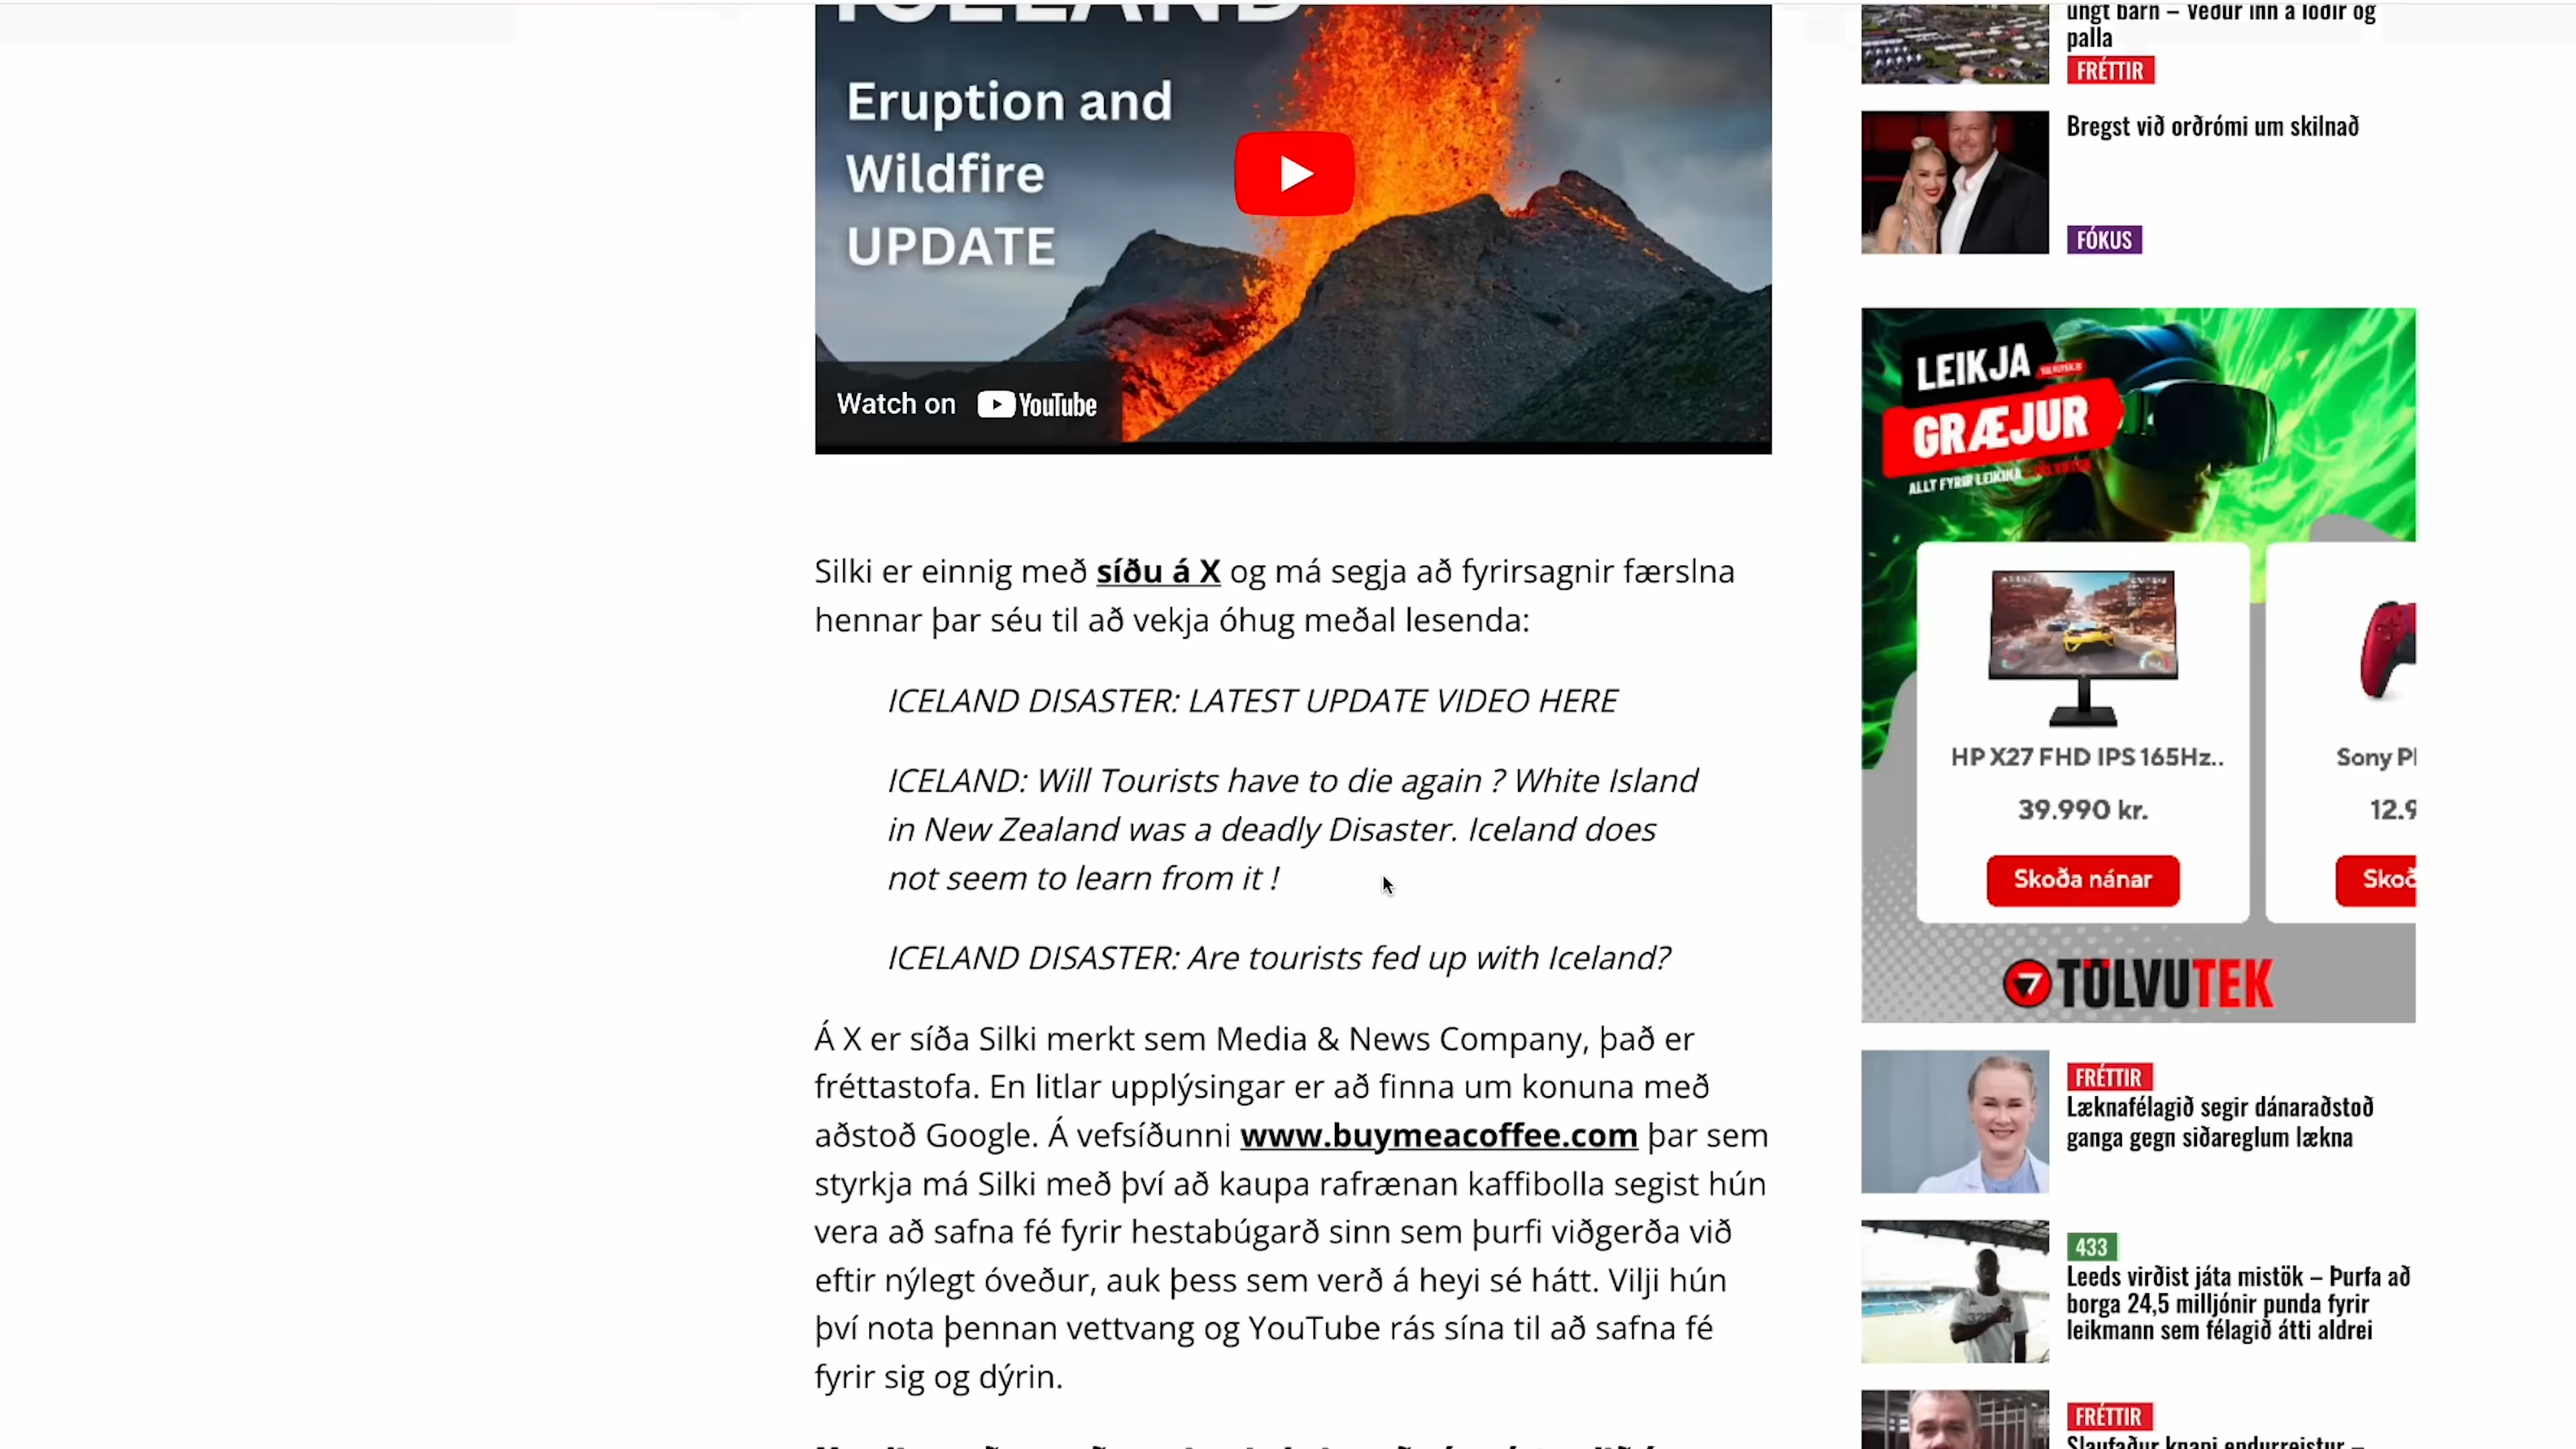 ICELAND
Eruption and
Wildfire
UPDATE
Watch on YouTube
Silki er einnig með síðu á X og má segja að fyrirsagnir færslna
hennar þar séu til að vekja óhug meðal lesenda:
ICELAND DISASTER: LATEST UPDATE VIDEO HERE
ICELAND: Will Tourists have to die again ? White Island
in New Zealand was a deadly Disaster. Iceland does
not seem to learn from it !
ICELAND DISASTER: Are tourists fed up with Iceland?
Á X er síða Silki merkt sem Media & News Company, það er
fréttastofa. En litlar upplýsingar er að finna um konuna með
aðstoð Google. Á vefsíðunni www.buymeacoffee.com þar sem
styrkja má Silki með því að kaupa rafrænan kaffibolla segist hún
vera að safna fé fyrir hestabúgarð sinn sem þurfi viðgerða við
eftir nýlegt óveður, auk þess sem verð á heyi sé hátt. Vilji hún
því nota þennan vettvang og YouTube rás sína til að safna fé
fyrir sig og dýrin.
ungt barn – Veður inn á lóðir og
palla
FRÉTTIR
Bregst við orðrómi um skilnað
FÓKUS
LEIKJA
GRÆJUR
ALLT FYRIR LEIKINA
HP X27 FHD IPS 165Hz..
39.990 kr.
Skoða nánar
Sony Pl
12.9
Skoð
TÖLVUTEK
FRÉTTIR
Læknafélagið segir dánaraðstoð
ganga gegn siðareglum lækna
433
Leeds virðist játa mistök – Þurfa að
borga 24,5 milljónir punda fyrir
leikmann sem félagið átti aldrei
FRÉTTIR
Slaufaður knapi endurreistur –